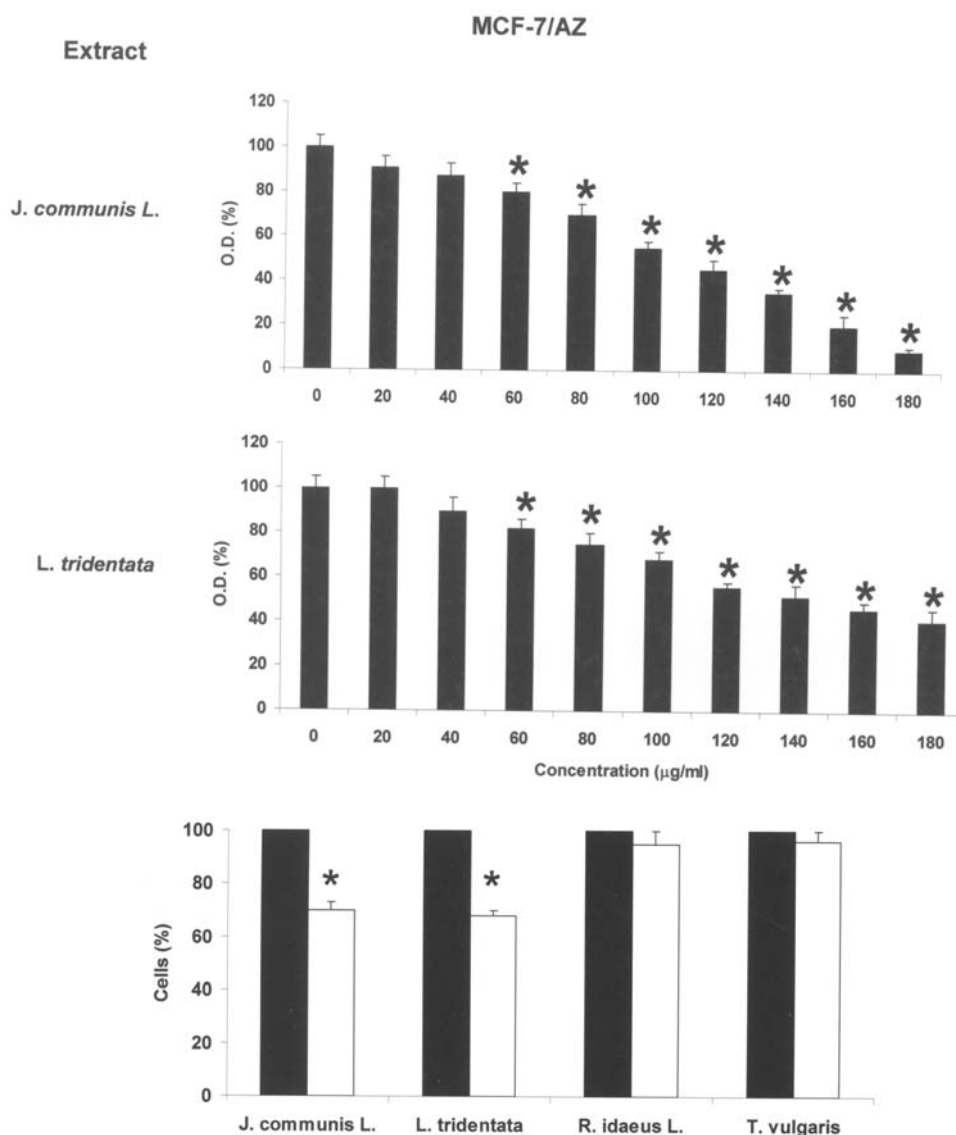 MCF-7/AZ
Extract
J. communis L.
O.D. (%)
120
100
80
60
40
20
0
* * * * * * *
0 20 40 60 80 100 120 140 160 180
L. tridentata
O.D. (%)
120
100
80
60
40
20
0
* * * * * * *
0 20 40 60 80 100 120 140 160 180
Concentration (µg/ml)
Cells (%)
100
80
60
40
20
0
* *
J. communis L. L. tridentata R. idaeus L. T. vulgaris